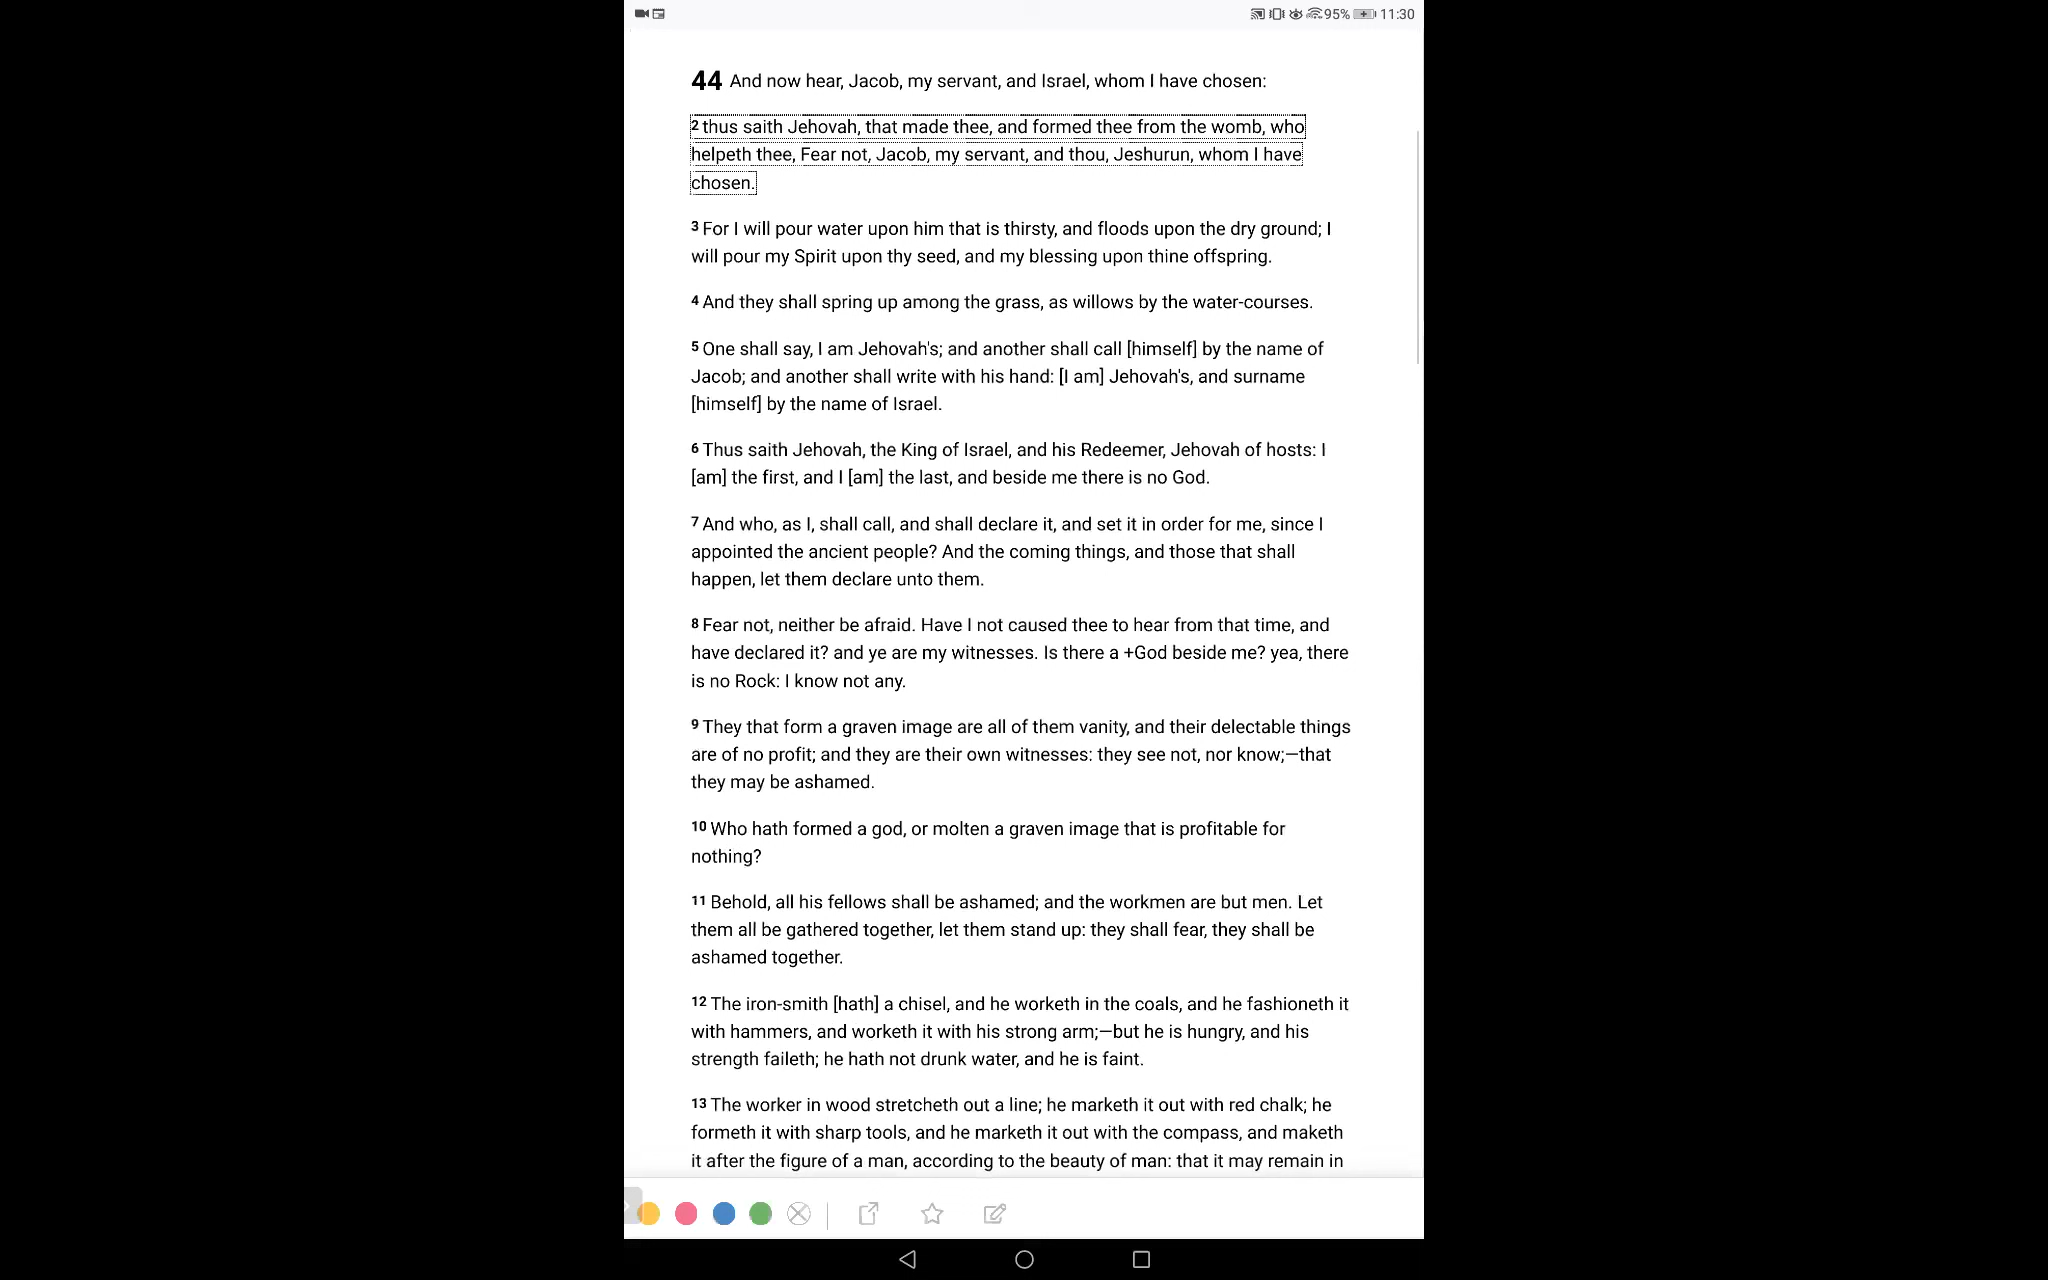 95% 11:30
44 And now hear, Jacob, my servant, and Israel, whom I have chosen:
2 thus saith Jehovah, that made thee, and formed thee from the womb, who
helpeth thee, Fear not, Jacob, my servant, and thou, Jeshurun, whom I have
chosen.
3 For I will pour water upon him that is thirsty, and floods upon the dry ground; I
will pour my Spirit upon thy seed, and my blessing upon thine offspring.
4 And they shall spring up among the grass, as willows by the water-courses.
5 One shall say, I am Jehovah's; and another shall call [himself] by the name of
Jacob; and another shall write with his hand: [I am] Jehovah's, and surname
[himself] by the name of Israel.
6 Thus saith Jehovah, the King of Israel, and his Redeemer, Jehovah of hosts: I
[am] the first, and I [am] the last, and beside me there is no God.
7 And who, as I, shall call, and shall declare it, and set it in order for me, since I
appointed the ancient people? And the coming things, and those that shall
happen, let them declare unto them.
8 Fear not, neither be afraid. Have I not caused thee to hear from that time, and
have declared it? and ye are my witnesses. Is there a +God beside me? yea, there
is no Rock: I know not any.
9 They that form a graven image are all of them vanity, and their delectable things
are of no profit; and they are their own witnesses: they see not, nor know;—that
they may be ashamed.
10 Who hath formed a god, or molten a graven image that is profitable for
nothing?
11 Behold, all his fellows shall be ashamed; and the workmen are but men. Let
them all be gathered together, let them stand up: they shall fear, they shall be
ashamed together.
12 The iron-smith [hath] a chisel, and he worketh in the coals, and he fashioneth it
with hammers, and worketh it with his strong arm;—but he is hungry, and his
strength faileth; he hath not drunk water, and he is faint.
13 The worker in wood stretcheth out a line; he marketh it out with red chalk; he
formeth it with sharp tools, and he marketh it out with the compass, and maketh
it after the figure of a man, according to the beauty of man: that it may remain in